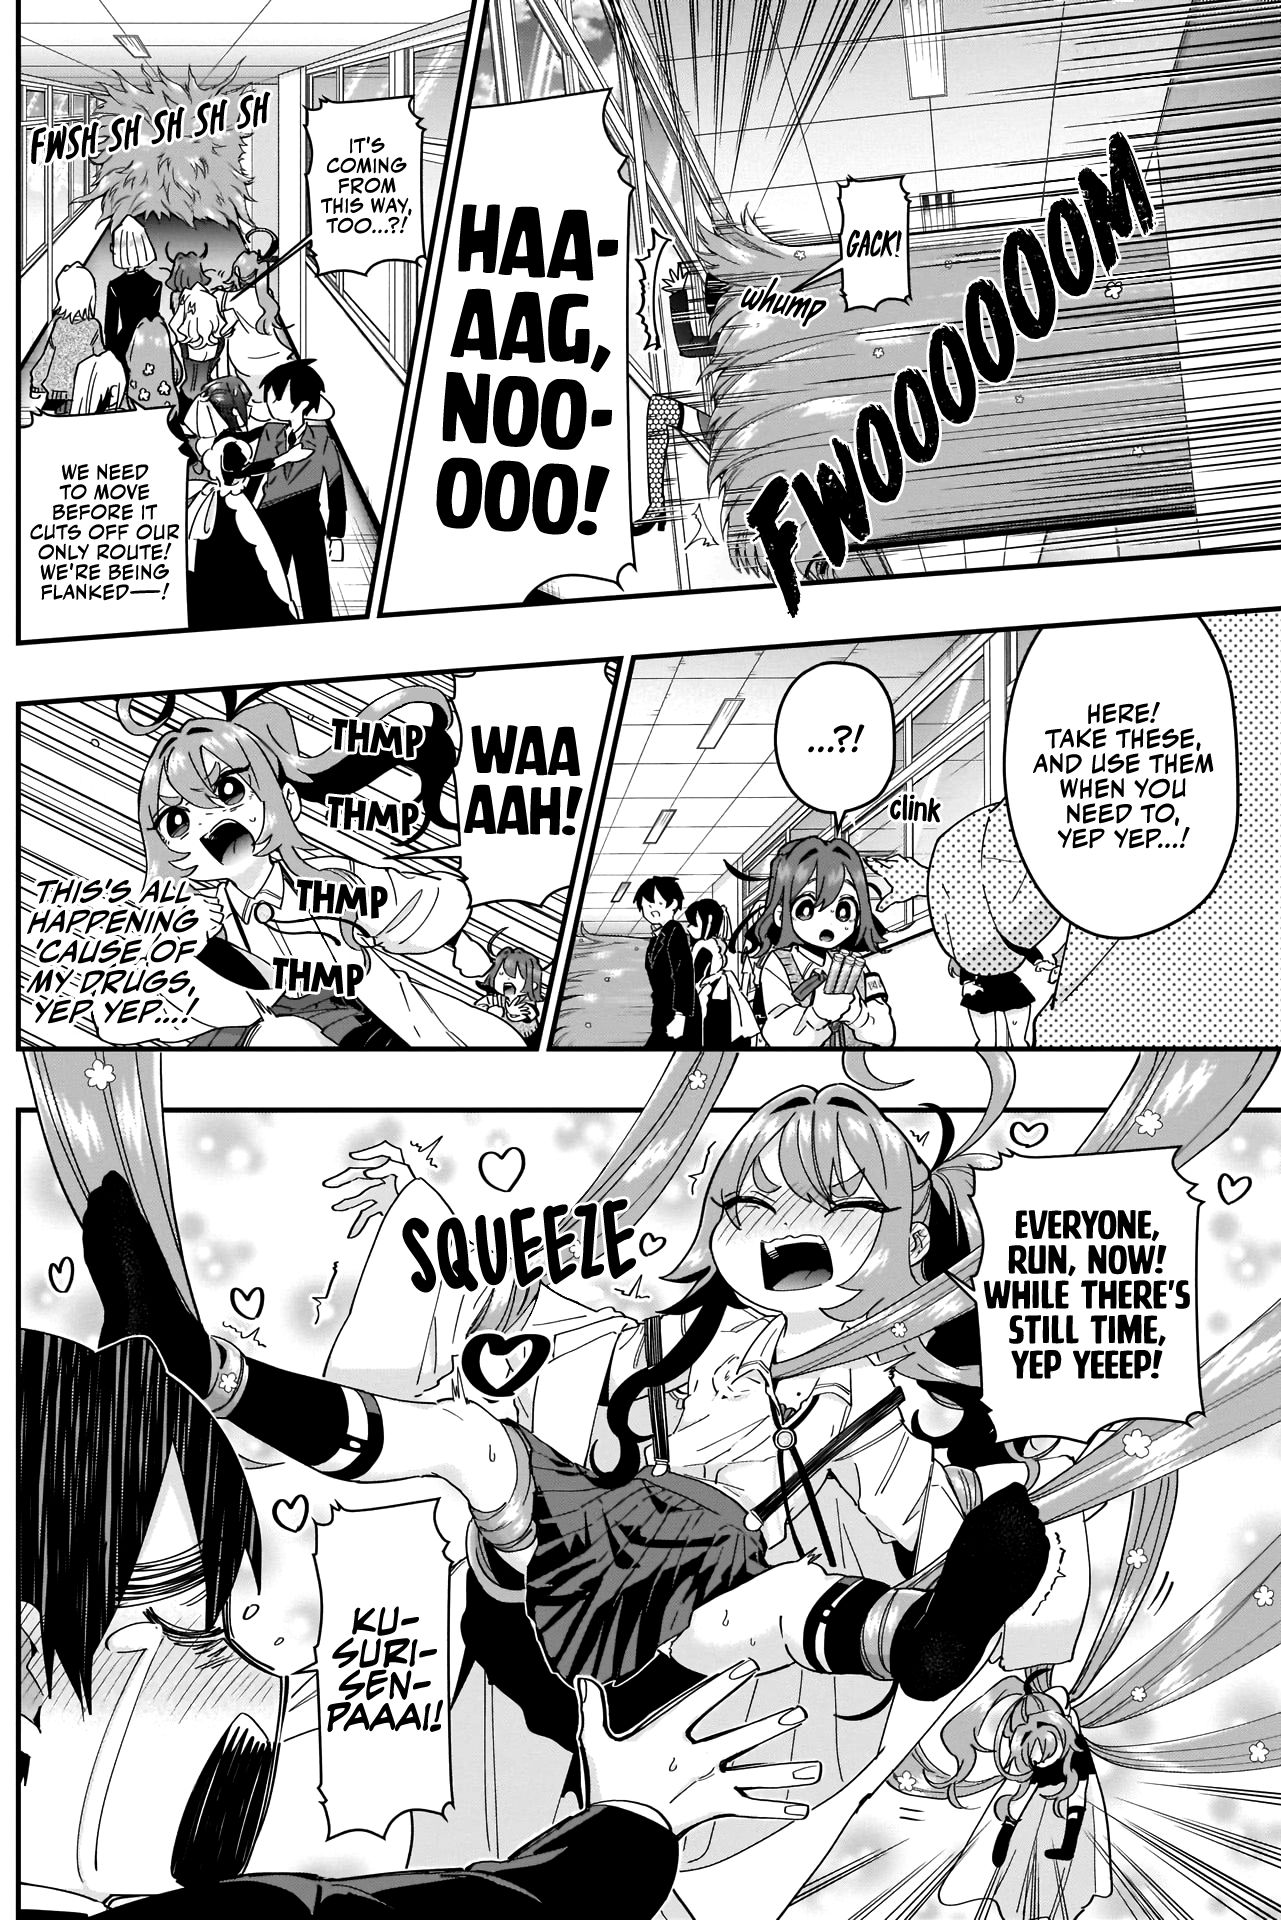 FWOOOOOOOM
GACK!
whump
HAA-
AAG,
NOO-
OOO!
IT'S
COMING
FROM
THIS WAY,
TOO...?!
FWSH SH SH SH SH
WE NEED
TO MOVE
BEFORE IT
CUTS OFF OUR
ONLY ROUTE!
WE'RE BEING
FLANKED—!
HERE!
TAKE THESE,
AND USE THEM
WHEN YOU
NEED TO,
YEP YEP...!
clink
...?!
WAA
AAH!
THMP
THMP
THMP
THMP
THIS'S ALL
HAPPENING
'CAUSE OF
MY DRUGS,
YEP YEP...!
EVERYONE,
RUN, NOW!
WHILE THERE'S
STILL TIME,
YEP YEEEP!
SQUEEZE
KU-
SURI-
SEN-
PAAAI!